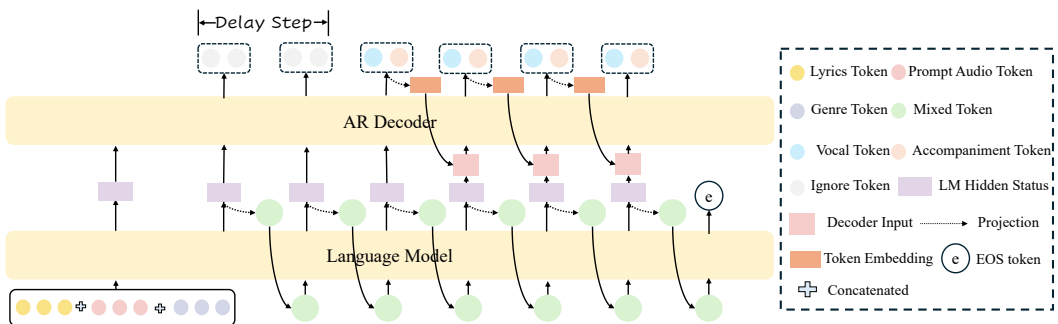 Delay Step
AR Decoder
e
Language Model
Lyrics Token
Prompt Audio Token
Genre Token
Mixed Token
Vocal Token
Accompaniment Token
Ignore Token
LM Hidden Status
Decoder Input
Projection
Token Embedding
e
EOS token
Concatenated